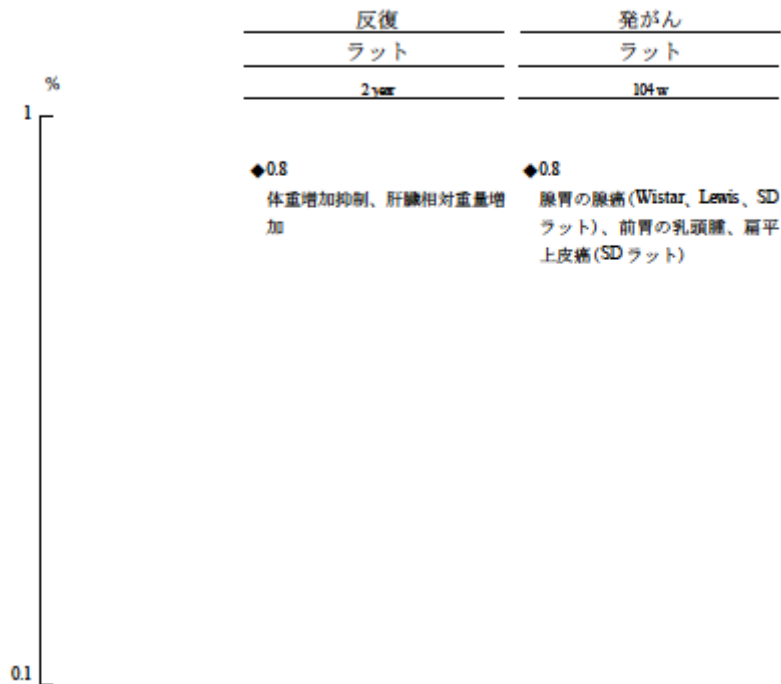 反復 発がん
ラット ラット
% 2 year 104 w
1
◆0.8 ◆0.8
体重増加抑制、肝臓相対重量増 腺胃の腺癌(Wistar、Lewis、SD
加 ラット)、前胃の乳頭腫、扁平
上皮癌(SD ラット)
0.1